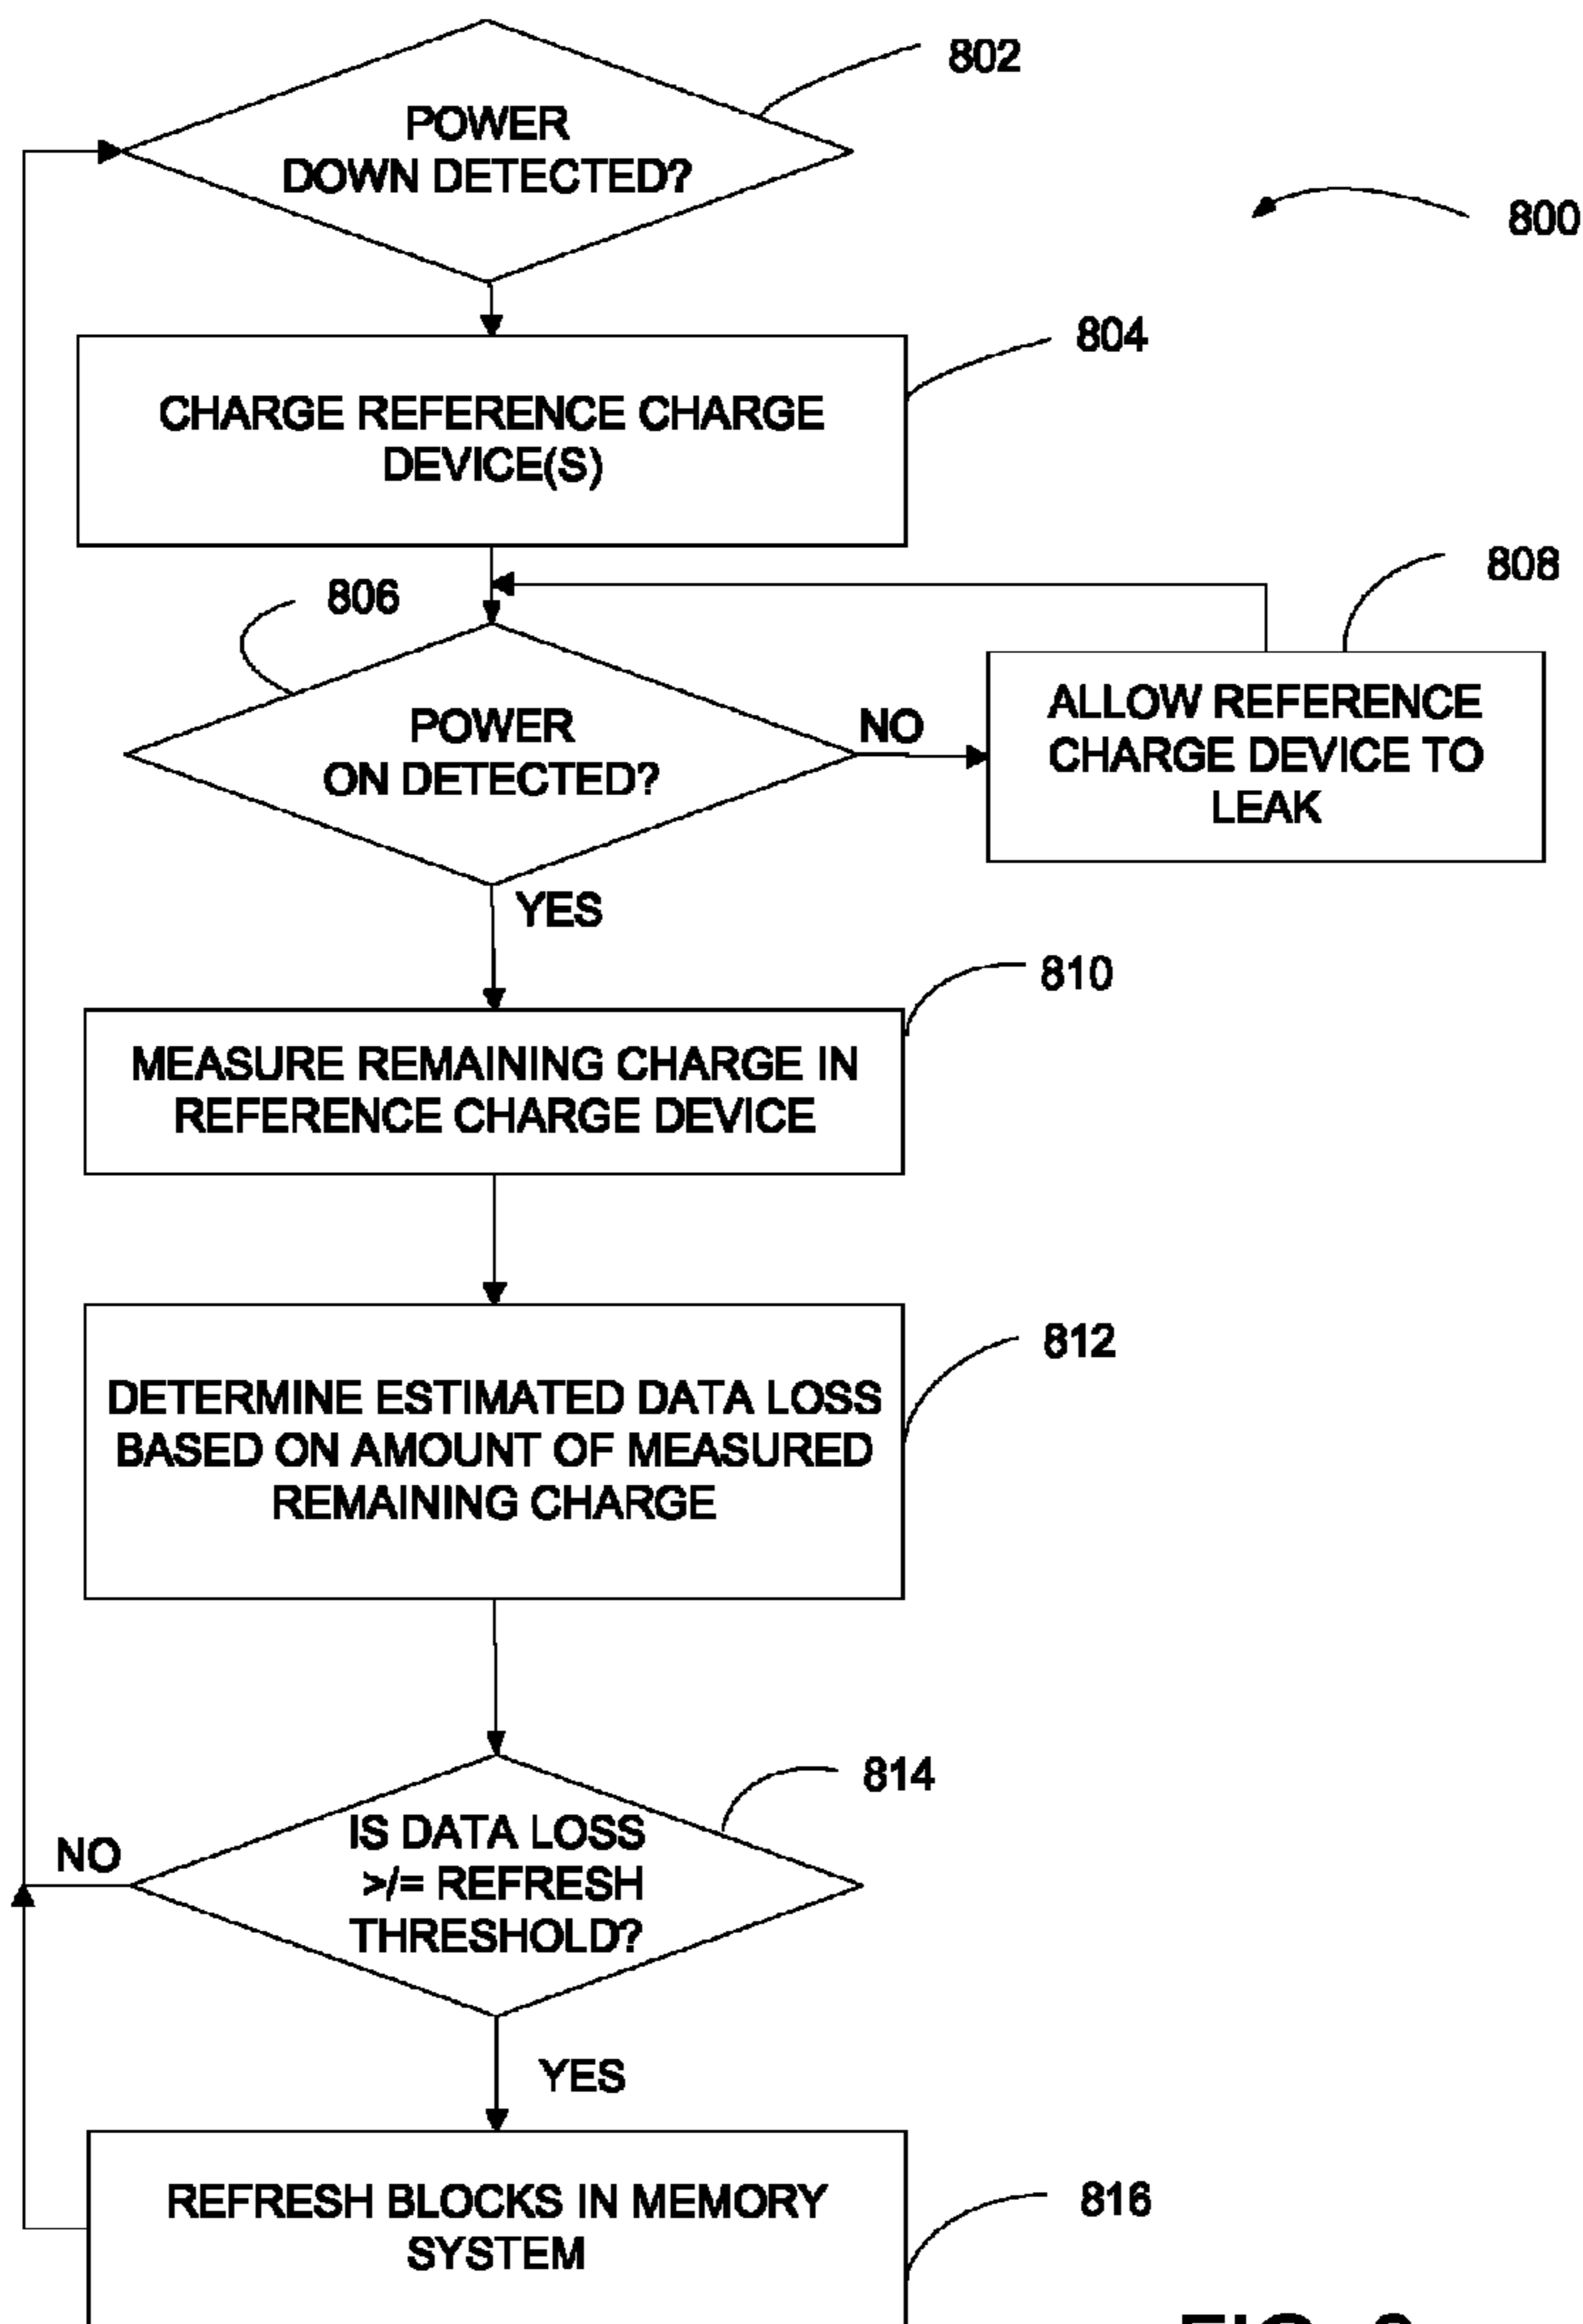 802
POWER
DOWN DETECTED?
800
804
CHARGE REFERENCE CHARGE
DEVICE(S)
806
808
POWER
ON DETECTED?
NO
ALLOW REFERENCE
CHARGE DEVICE TO
LEAK
YES
810
MEASURE REMAINING CHARGE IN
REFERENCE CHARGE DEVICE
812
DETERMINE ESTIMATED DATA LOSS
BASED ON AMOUNT OF MEASURED
REMAINING CHARGE
814
IS DATA LOSS
>/= REFRESH
THRESHOLD?
NO
YES
816
REFRESH BLOCKS IN MEMORY
SYSTEM